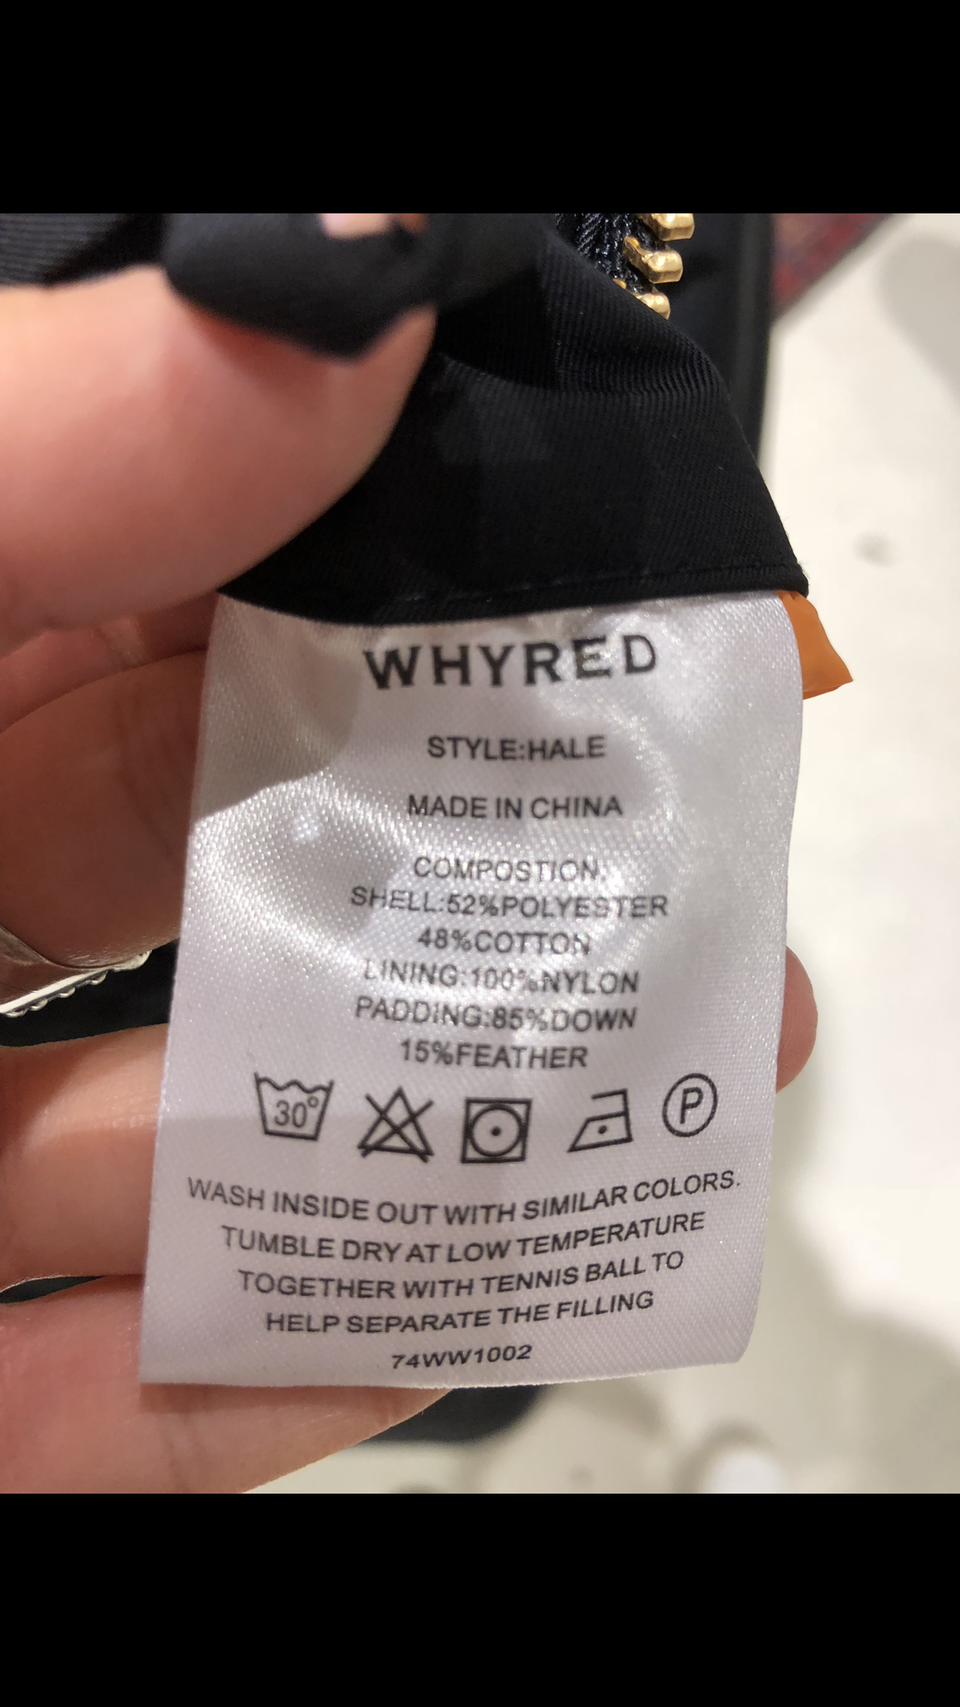 WHYRED
STYLE:HALE
MADE IN CHINA
COMPOSTION:
SHELL:52%POLYESTER
48%COTTON
LINING:100%NYLON
PADDING:85%DOWN
15%FEATHER
30° P
WASH INSIDE OUT WITH SIMILAR COLORS.
TUMBLE DRY AT LOW TEMPERATURE
TOGETHER WITH TENNIS BALL TO
HELP SEPARATE THE FILLING
74WW1002